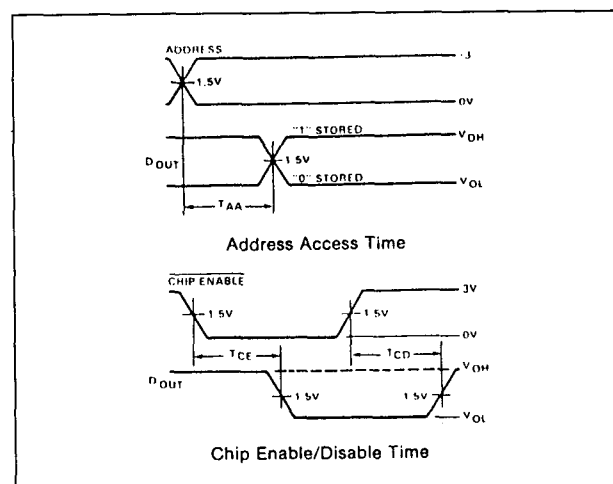 ADDRESS
1.5V
0V
"1" STORED
VOH
DOUT
1.5V
"0" STORED
VOL
TAA
Address Access Time
CHIP ENABLE
3V
1.5V
1.5V
0V
TCE
TCD
VOH
DOUT
1.5V
1.5V
VOL
Chip Enable/Disable Time